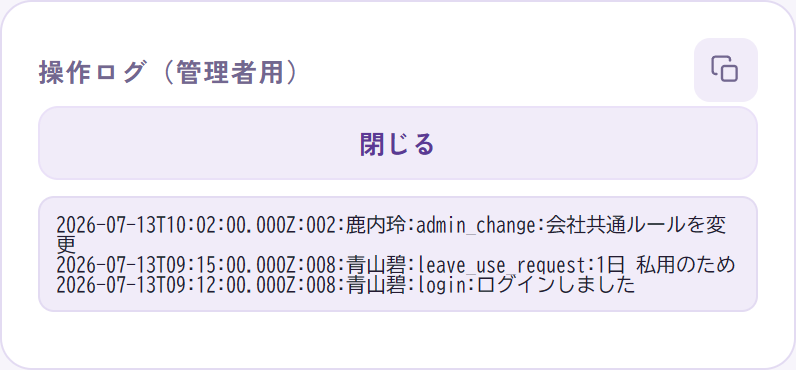 操作ログ（管理者用）
閉じる
2026-07-13T10:02:00.000Z:002:鹿内玲:admin_change:会社共通ルールを変
更
2026-07-13T09:15:00.000Z:008:青山碧:leave_use_request:1日 私用のため
2026-07-13T09:12:00.000Z:008:青山碧:login:ログインしました